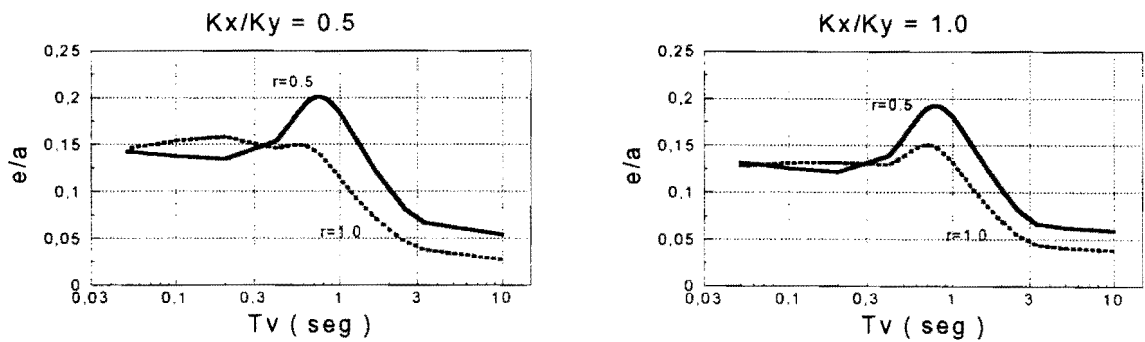 Kx/Ky = 0.5
0,25
0,2
0,15
0,1
0,05
0
e/a
r=0.5
r=1.0
0,03 0,1 0,3 1 3 10
Tv ( seg )
Kx/Ky = 1.0
0,25
0,2
0,15
0,1
0,05
0
e/a
r=0.5
r=1.0
0,03 0,1 0,3 1 3 10
Tv ( seg )